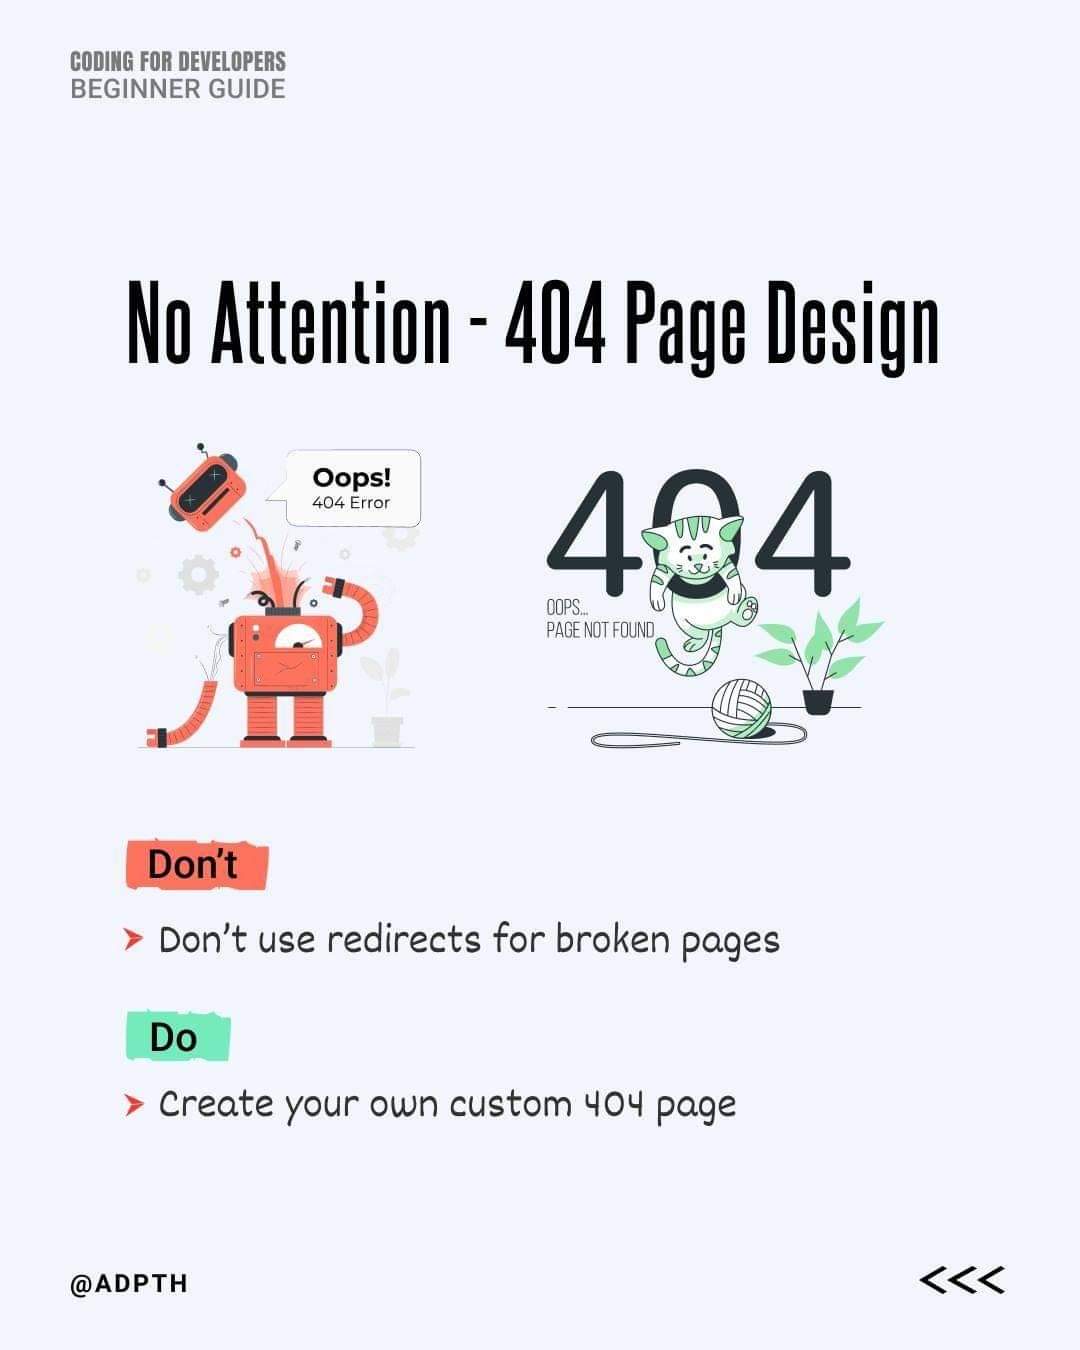 CODING FOR DEVELOPERS
BEGINNER GUIDE
No Attention - 404 Page Design
Oops!
404 Error
404
OOPS...
PAGE NOT FOUND
Don't
Don't use redirects for broken pages
Do
Create your own custom 404 page
@ADPTH